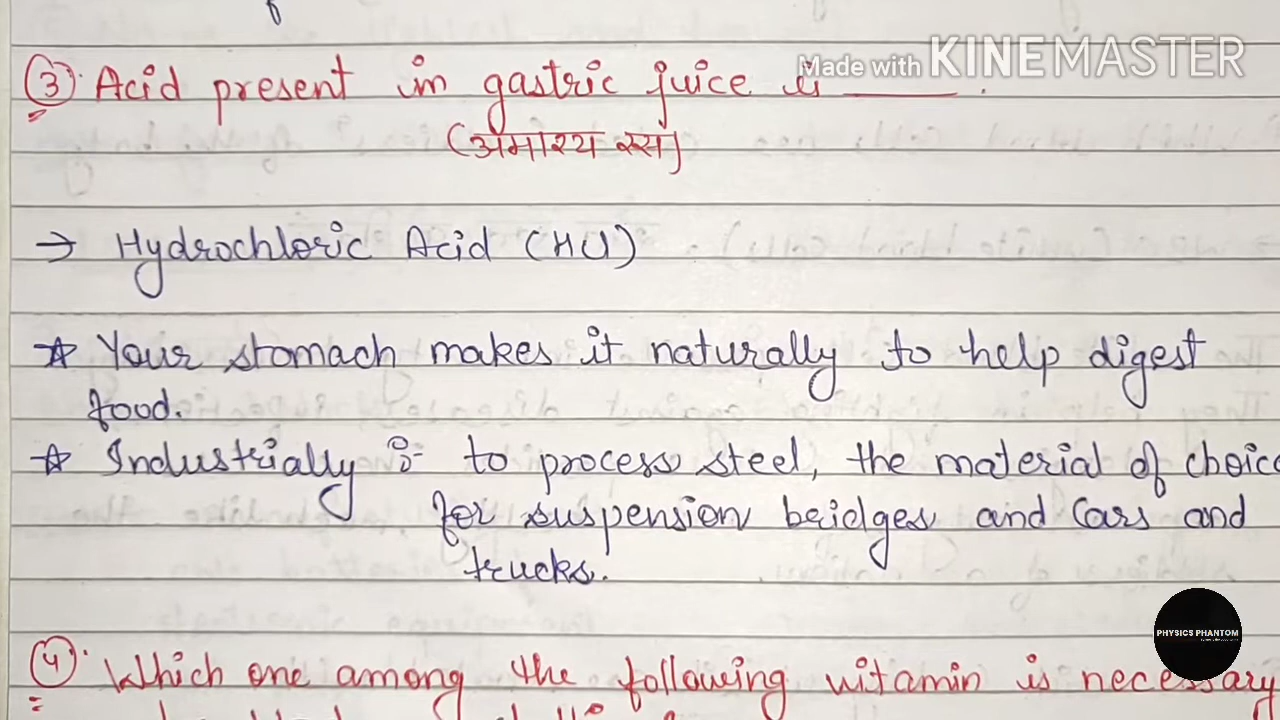 Made with KINEMASTER
③ Acid present in gastric juice is ______ .
(अमाश्य रस)
→ Hydrochloric Acid (HCl)
☆ Your stomach makes it naturally to help digest
food.
☆ Industrially :- to process steel, the material of choice
for suspension bridges and Cars and
trucks.
PHYSICS PHANTOM
④ Which one among the following vitamin is necessary